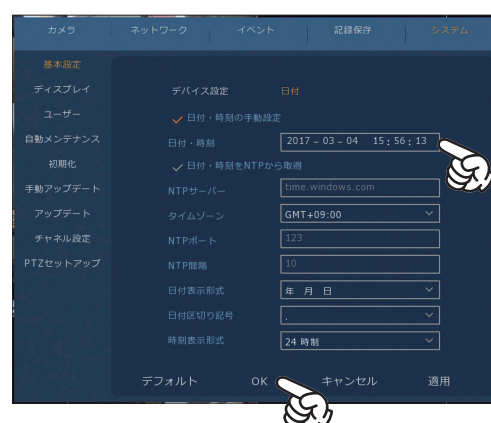 カメラ ネットワーク イベント 記録保存 システム
基本設定
ディスプレイ
ユーザー
自動メンテナンス
初期化
手動アップデート
アップデート
チャネル設定
PTZセットアップ
デバイス設定 日付
日付・時刻の手動設定
日付・時刻 2017 - 03 - 04 15 : 56 : 13
日付・時刻をNTPから取得
NTPサーバー time.windows.com
タイムゾーン GMT+09:00
NTPポート 123
NTP間隔 10
日付表示形式 年 月 日
日付区切り記号 .
時刻表示形式 24 時制
デフォルト OK キャンセル 適用